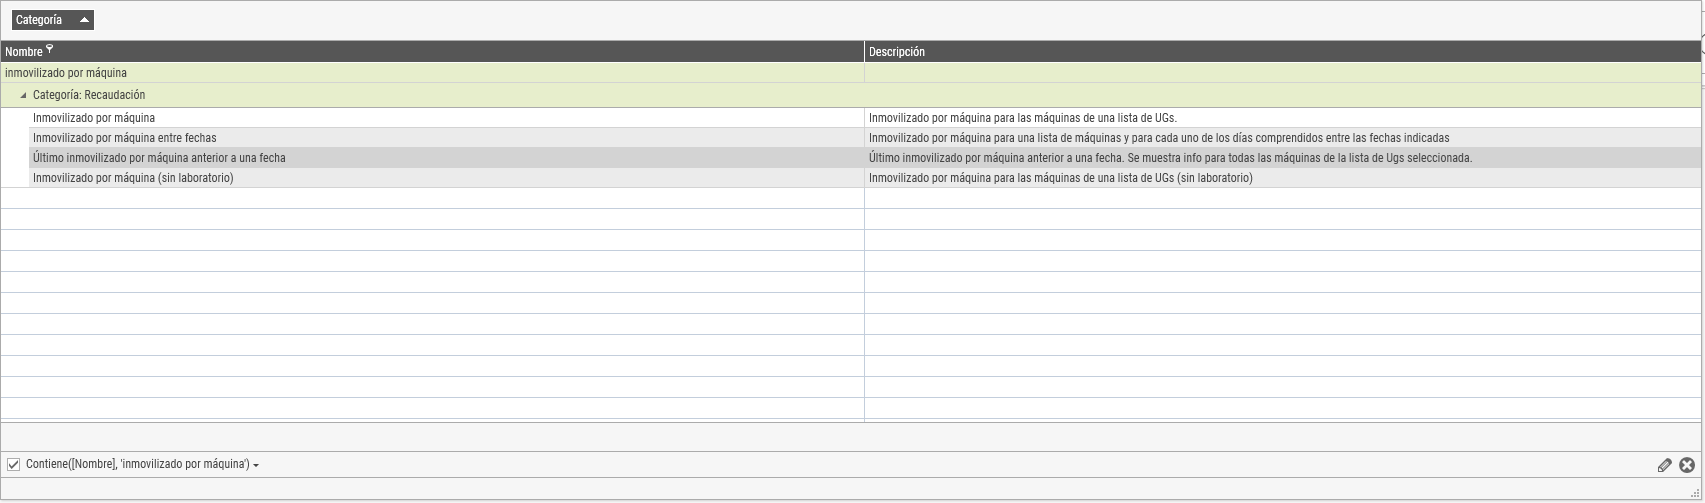 Categoría
Nombre Descripción
inmovilizado por máquina
Categoría: Recaudación
Inmovilizado por máquina Inmovilizado por máquina para las máquinas de una lista de UGs.
Inmovilizado por máquina entre fechas Inmovilizado por máquina para una lista de máquinas y para cada uno de los días comprendidos entre las fechas indicadas
Último inmovilizado por máquina anterior a una fecha Último inmovilizado por máquina anterior a una fecha. Se muestra info para todas las máquinas de la lista de Ugs seleccionada.
Inmovilizado por máquina (sin laboratorio) Inmovilizado por máquina para las máquinas de una lista de UGs (sin laboratorio)
Contiene([Nombre], 'inmovilizado por máquina')